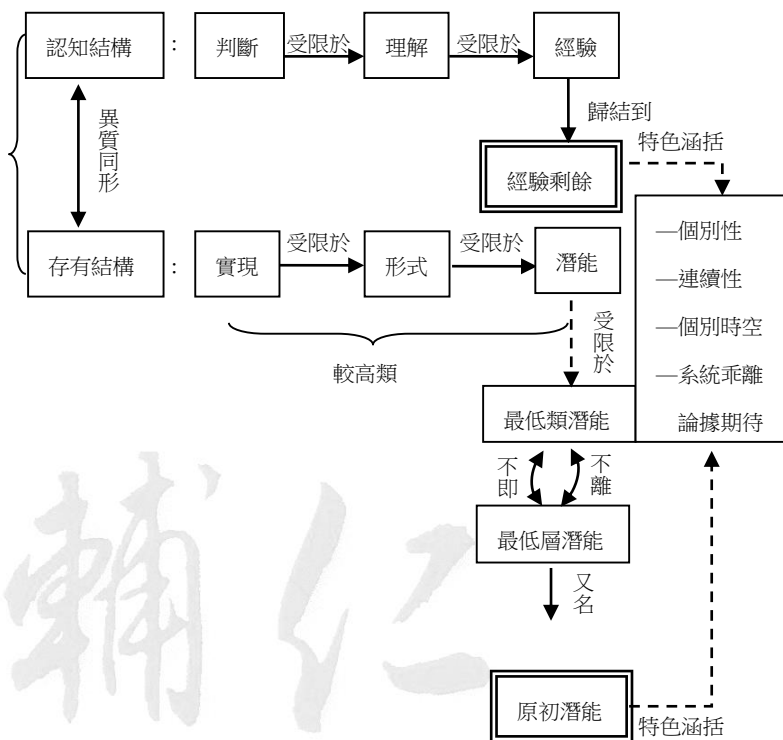 認知結構 : 判斷 受限於 理解 受限於 經驗
異質同形
歸結到
特色涵括
經驗剩餘
存有結構 : 實現 受限於 形式 受限於 潛能
—個別性
—連續性
—個別時空
—系統乖離
論據期待
受限於
較高類
最低類潛能
不即
不離
最低層潛能
又名
原初潛能
特色涵括
輔仁